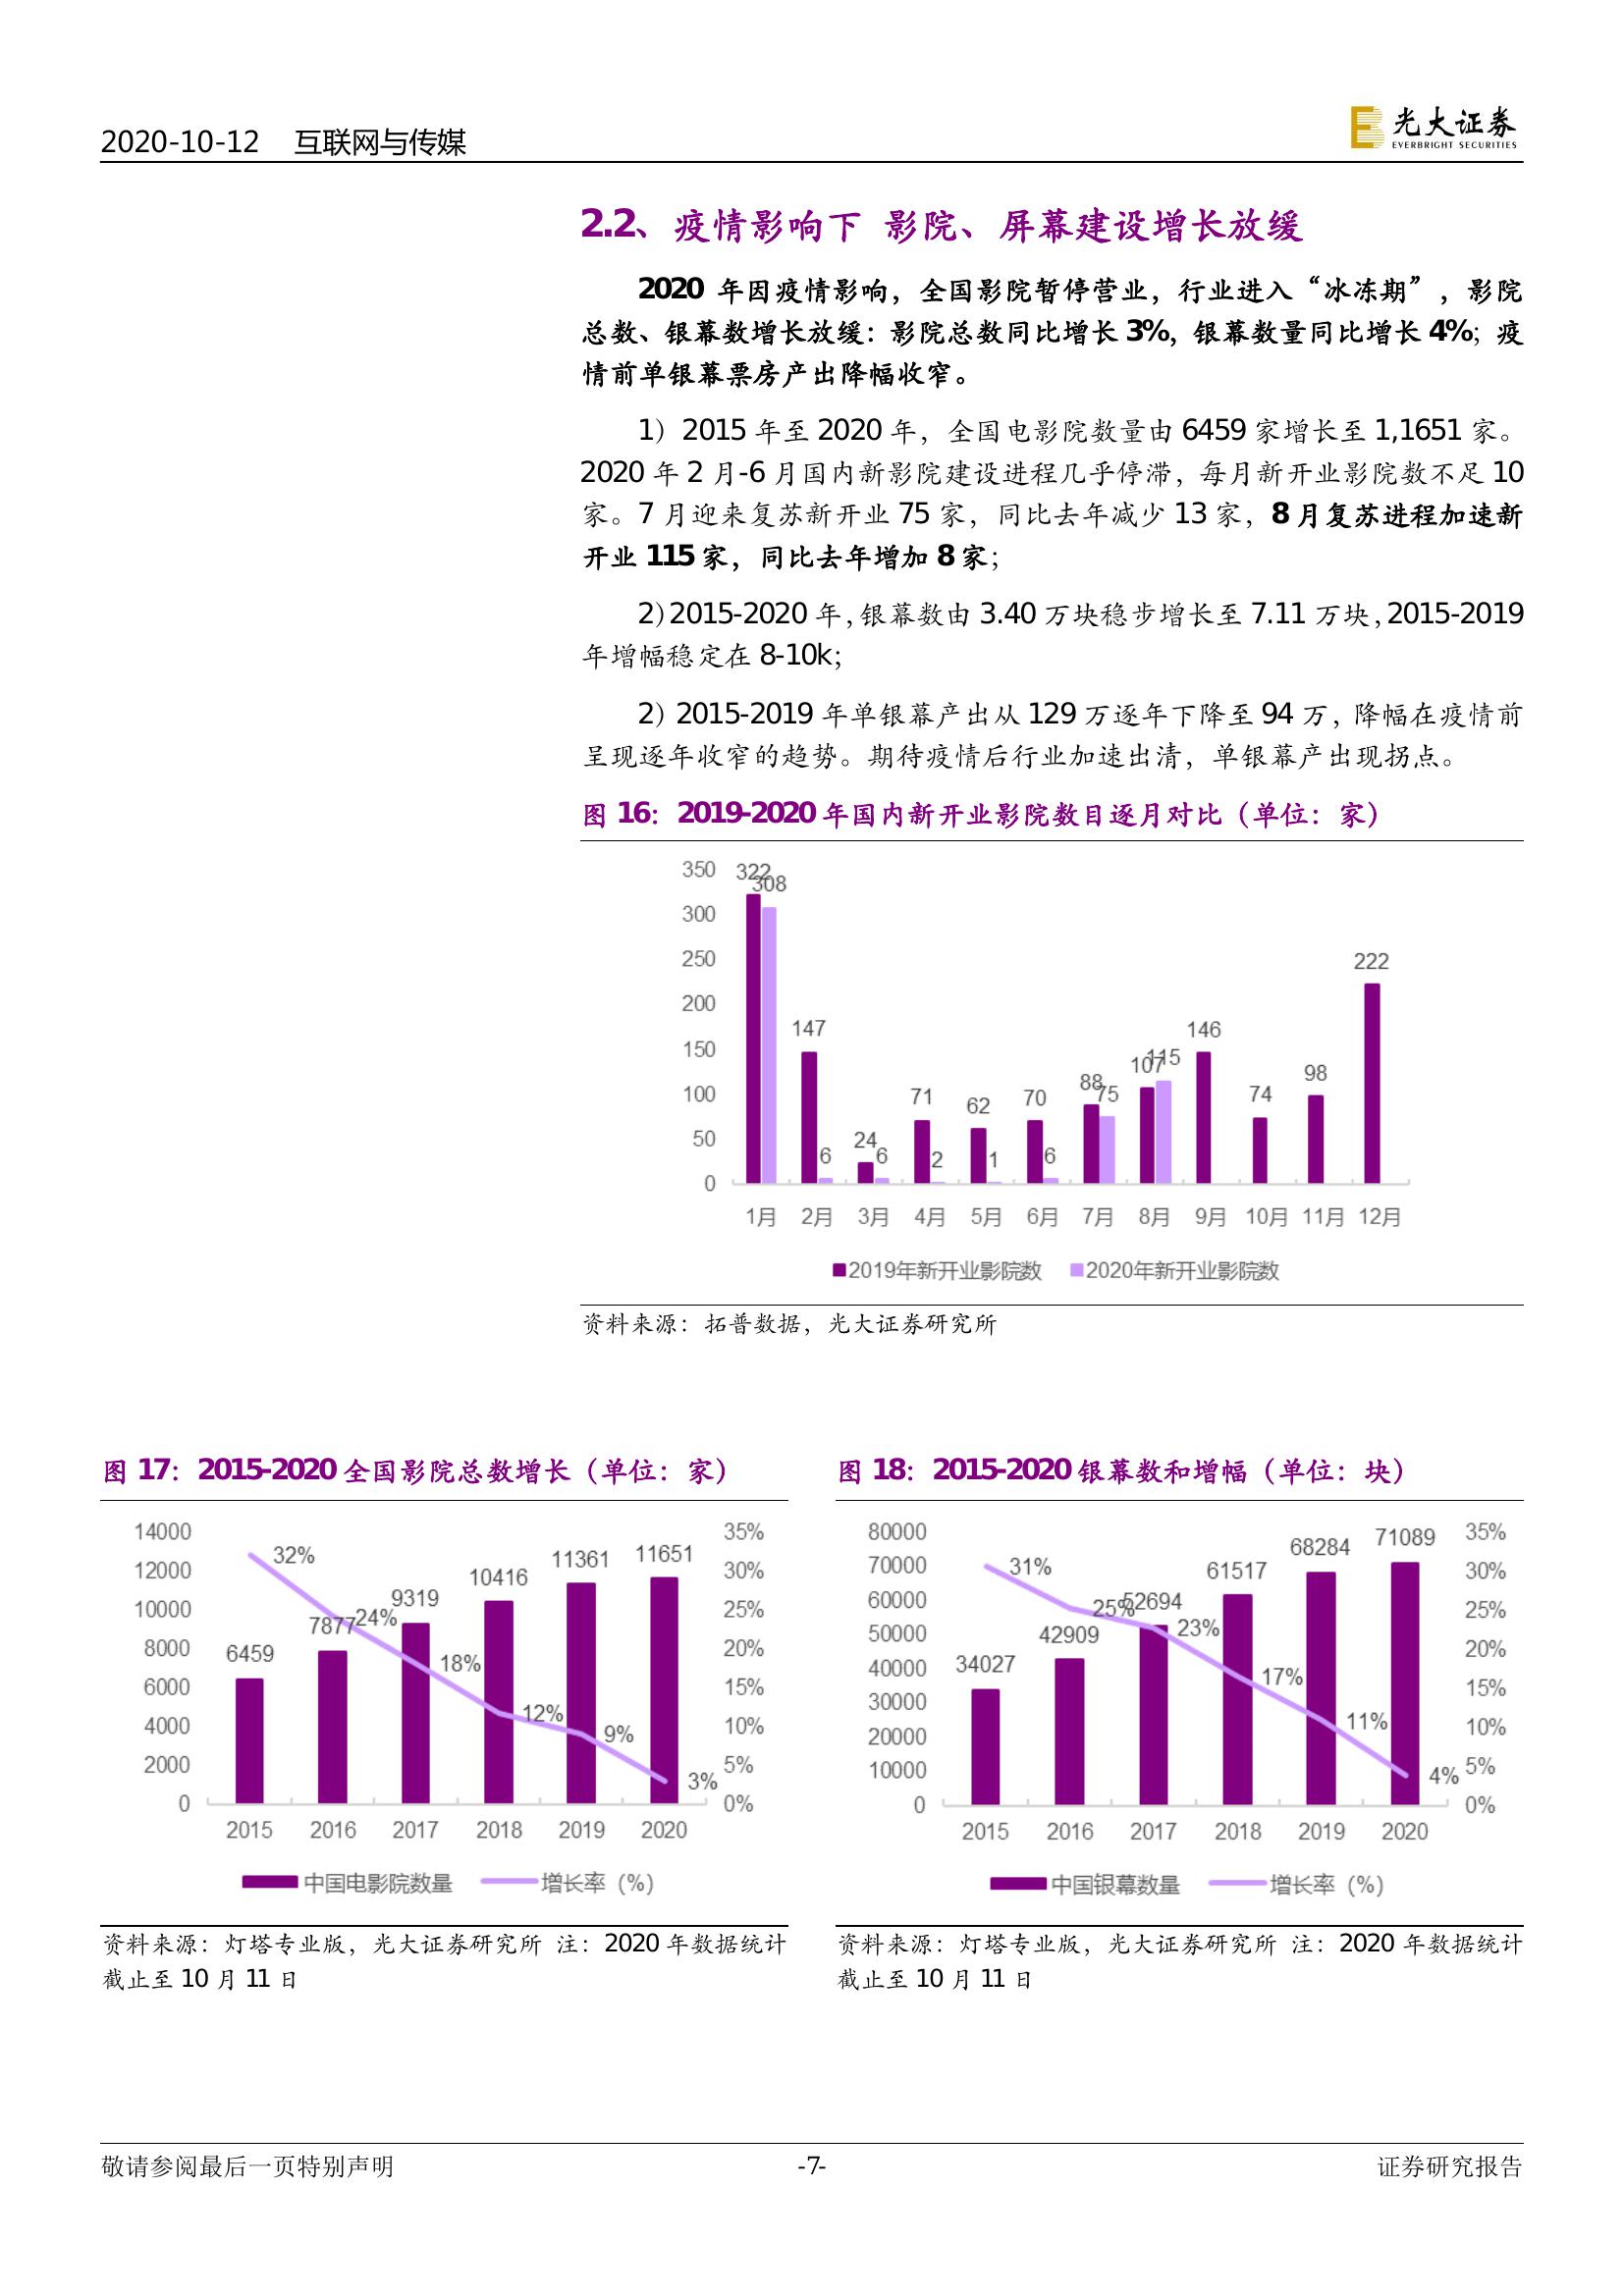 2020-10-12 互联网与传媒
光大证券
EVERBRIGHT SECURITIES
2.2、疫情影响下 影院、屏幕建设增长放缓
2020 年因疫情影响，全国影院暂停营业，行业进入“冰冻期”，影院
总数、银幕数增长放缓：影院总数同比增长 3%，银幕数量同比增长 4%；疫
情前单银幕票房产出降幅收窄。
1）2015 年至 2020 年，全国电影院数量由 6459 家增长至 1,1651 家。
2020 年 2 月-6 月国内新影院建设进程几乎停滞，每月新开业影院数不足 10
家。7 月迎来复苏新开业 75 家，同比去年减少 13 家，8 月复苏进程加速新
开业 115 家，同比去年增加 8 家；
2）2015-2020 年，银幕数由 3.40 万块稳步增长至 7.11 万块，2015-2019
年增幅稳定在 8-10k；
2）2015-2019 年单银幕产出从 129 万逐年下降至 94 万，降幅在疫情前
呈现逐年收窄的趋势。期待疫情后行业加速出清，单银幕产出现拐点。
图 16：2019-2020 年国内新开业影院数目逐月对比（单位：家）
350
300
250
200
150
100
50
0
322
308
147
6
24
6
71
2
62
1
70
6
88
75
107
115
146
74
98
222
1月 2月 3月 4月 5月 6月 7月 8月 9月 10月 11月 12月
2019年新开业影院数 2020年新开业影院数
资料来源：拓普数据，光大证券研究所
图 17：2015-2020 全国影院总数增长（单位：家）
14000
12000
10000
8000
6000
4000
2000
0
6459
7877
9319
10416
11361
11651
32%
24%
18%
12%
9%
3%
35%
30%
25%
20%
15%
10%
5%
0%
2015 2016 2017 2018 2019 2020
中国电影院数量 增长率（%）
资料来源：灯塔专业版，光大证券研究所 注：2020 年数据统计
截止至 10 月 11 日
图 18：2015-2020 银幕数和增幅（单位：块）
80000
70000
60000
50000
40000
30000
20000
10000
0
34027
42909
52694
61517
68284
71089
31%
25%
23%
17%
11%
4%
35%
30%
25%
20%
15%
10%
5%
0%
2015 2016 2017 2018 2019 2020
中国银幕数量 增长率（%）
资料来源：灯塔专业版，光大证券研究所 注：2020 年数据统计
截止至 10 月 11 日
敬请参阅最后一页特别声明 -7- 证券研究报告